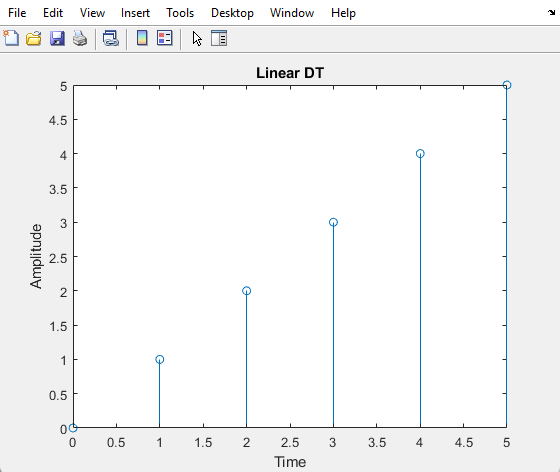 File Edit View Insert Tools Desktop Window Help
Linear DT
5
4.5
4
3.5
3
2.5
2
1.5
1
0.5
0
Amplitude
0 0.5 1 1.5 2 2.5 3 3.5 4 4.5 5
Time